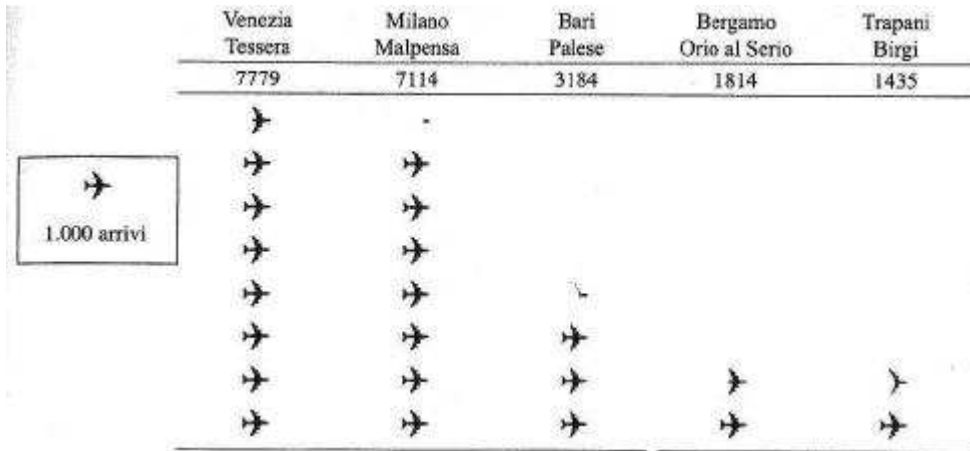 Venezia Milano Bari Bergamo Trapani
Tessera Malpensa Palese Orio al Serio Birgi
7779 7114 3184 1814 1435
1.000 arrivi